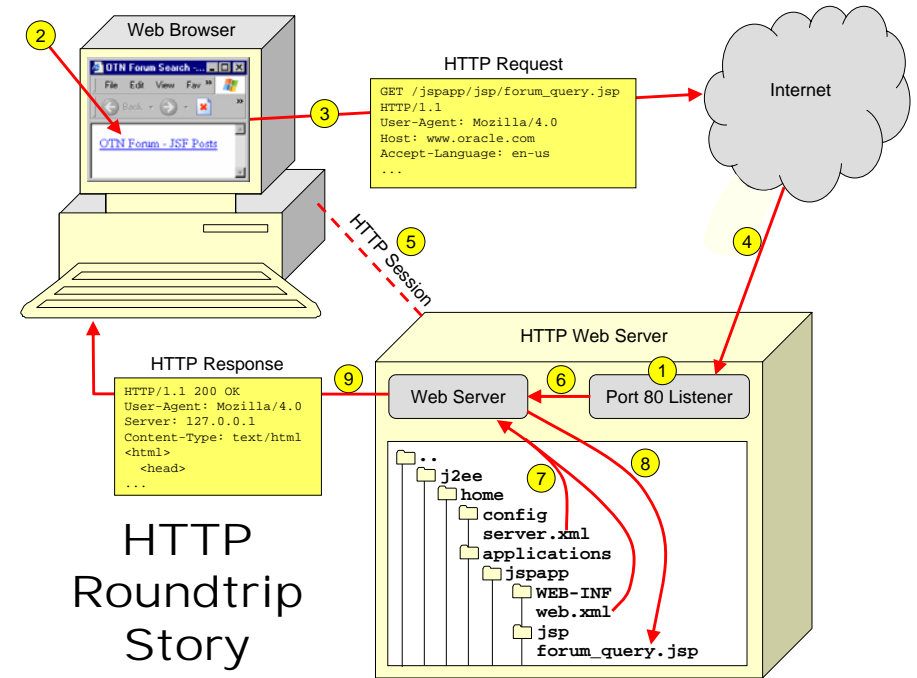 2
Web Browser
OTN Forum Search -...
File Edit View Fav »
Back
»
OTN Forum - JSF Posts
3
HTTP Request
GET /jspapp/jsp/forum_query.jsp
HTTP/1.1
User-Agent: Mozilla/4.0
Host: www.oracle.com
Accept-Language: en-us
...
Internet
4
5
HTTP Session
HTTP Web Server
1
Port 80 Listener
6
Web Server
9
HTTP Response
HTTP/1.1 200 OK
User-Agent: Mozilla/4.0
Server: 127.0.0.1
Content-Type: text/html
<html>
<head>
...
7
8
..
j2ee
home
config
server.xml
applications
jspapp
WEB-INF
web.xml
jsp
forum_query.jsp
HTTP
Roundtrip
Story